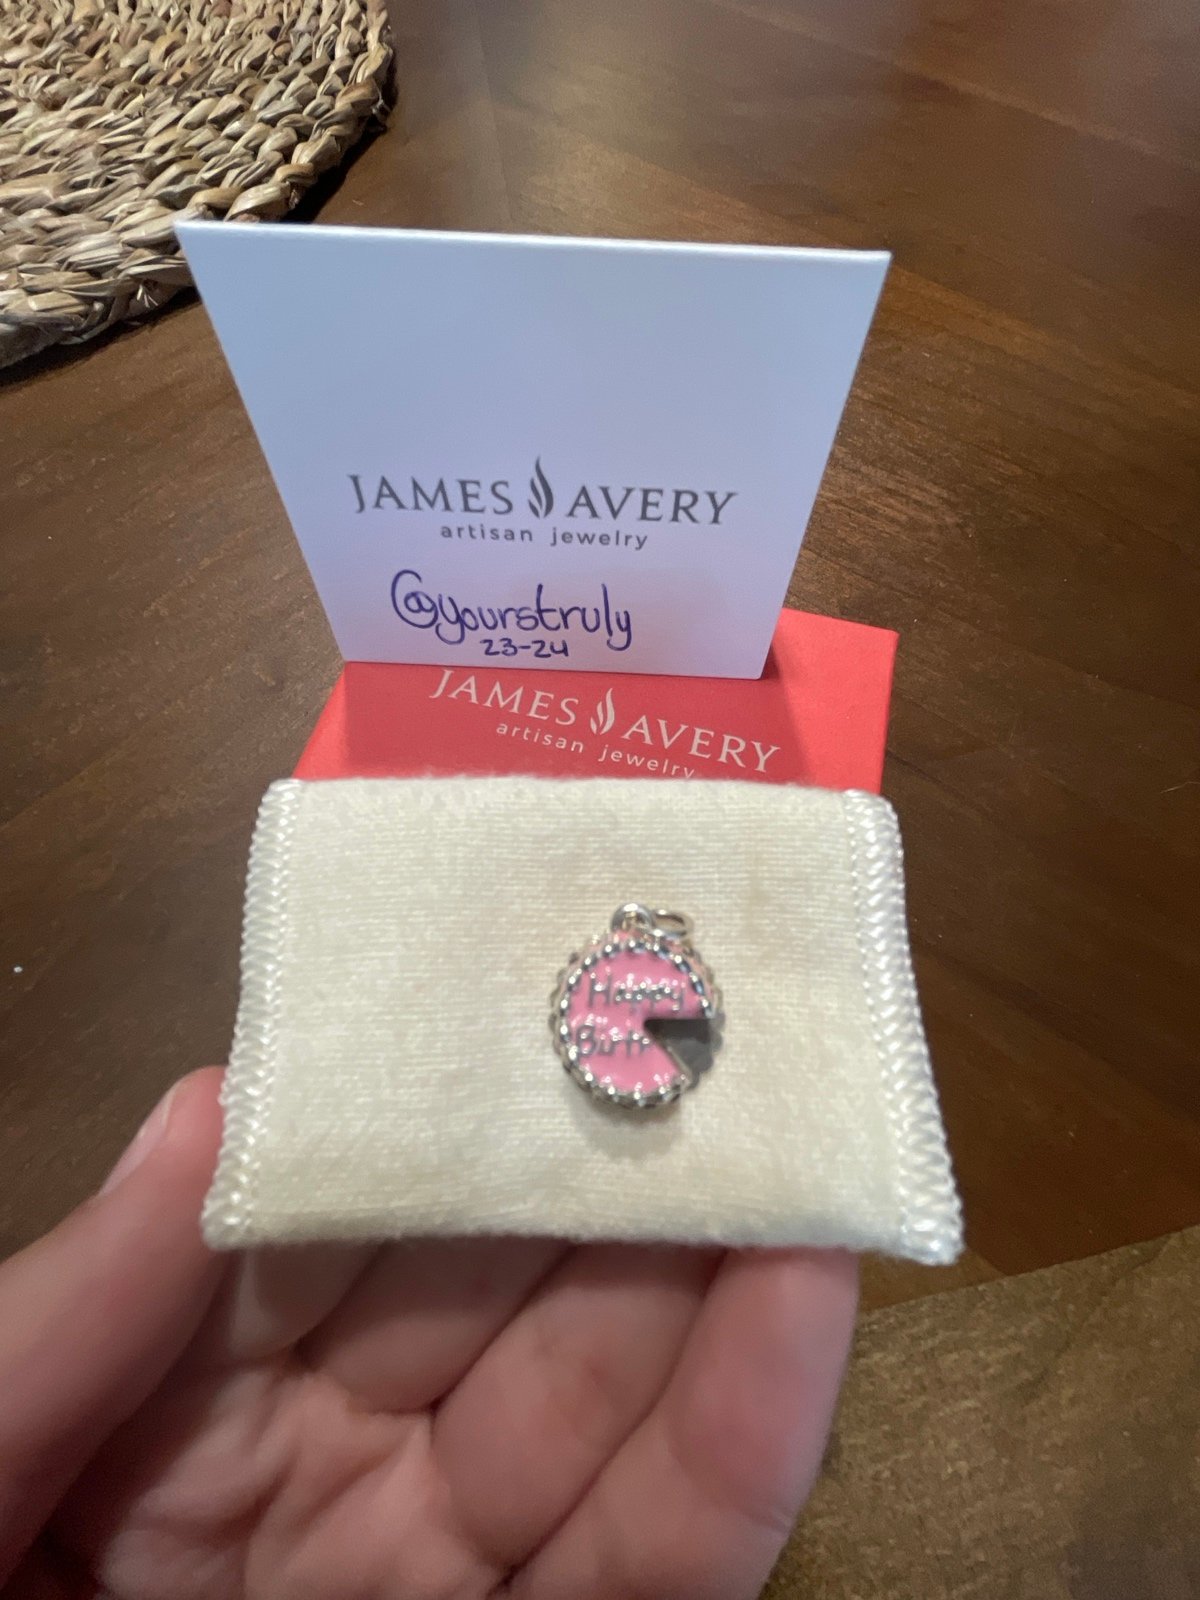 JAMES AVERY
artisan jewelry
@yourstruly
23-24
JAMES AVERY
artisan jewelry
Happy
Birth